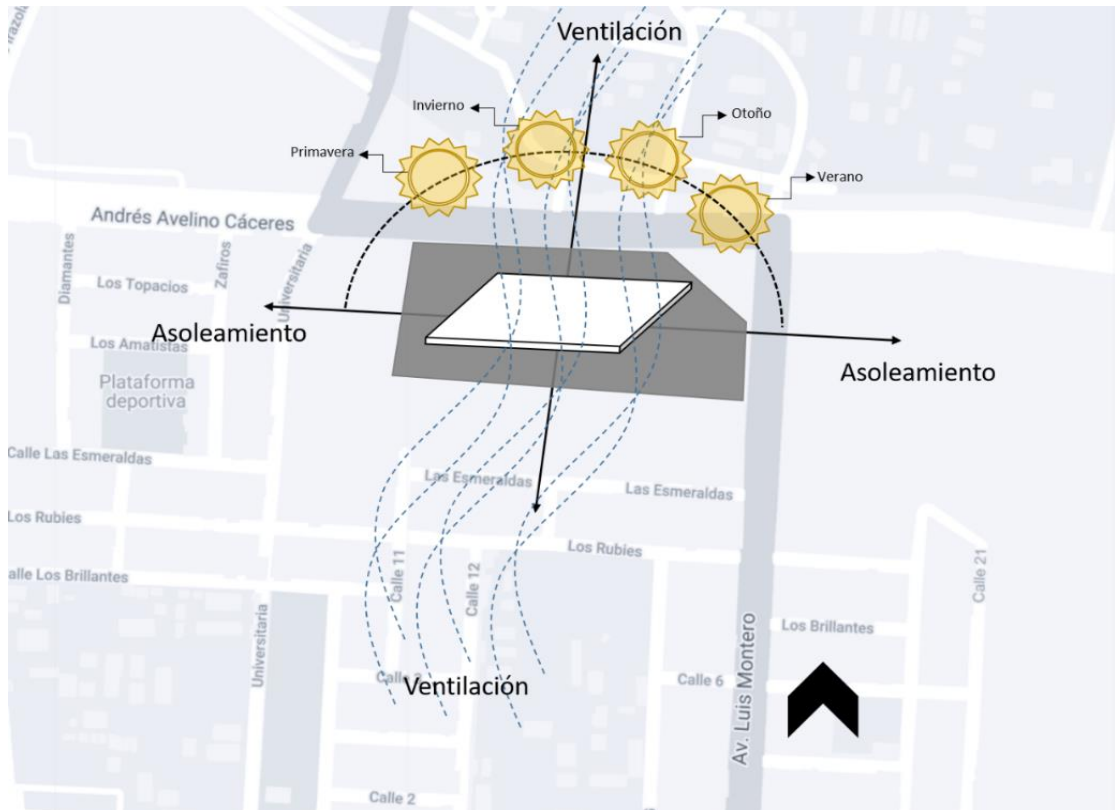 Ventilación
Invierno
Otoño
Primavera
Verano
Andrés Avelino Cáceres
Diamantes
Zafiros
Universitaria
Los Topacios
Asoleamiento
Los Amatistas
Asoleamiento
Plataforma
deportiva
Calle Las Esmeraldas
Las Esmeraldas
Las Esmeraldas
Los Rubies
Los Rubies
Calle 11
Calle 12
Calle 21
alle Los Brillantes
Universitaria
Los Brillantes
Av. Luis Montero
Calle 6
Ventilación
Calle 2